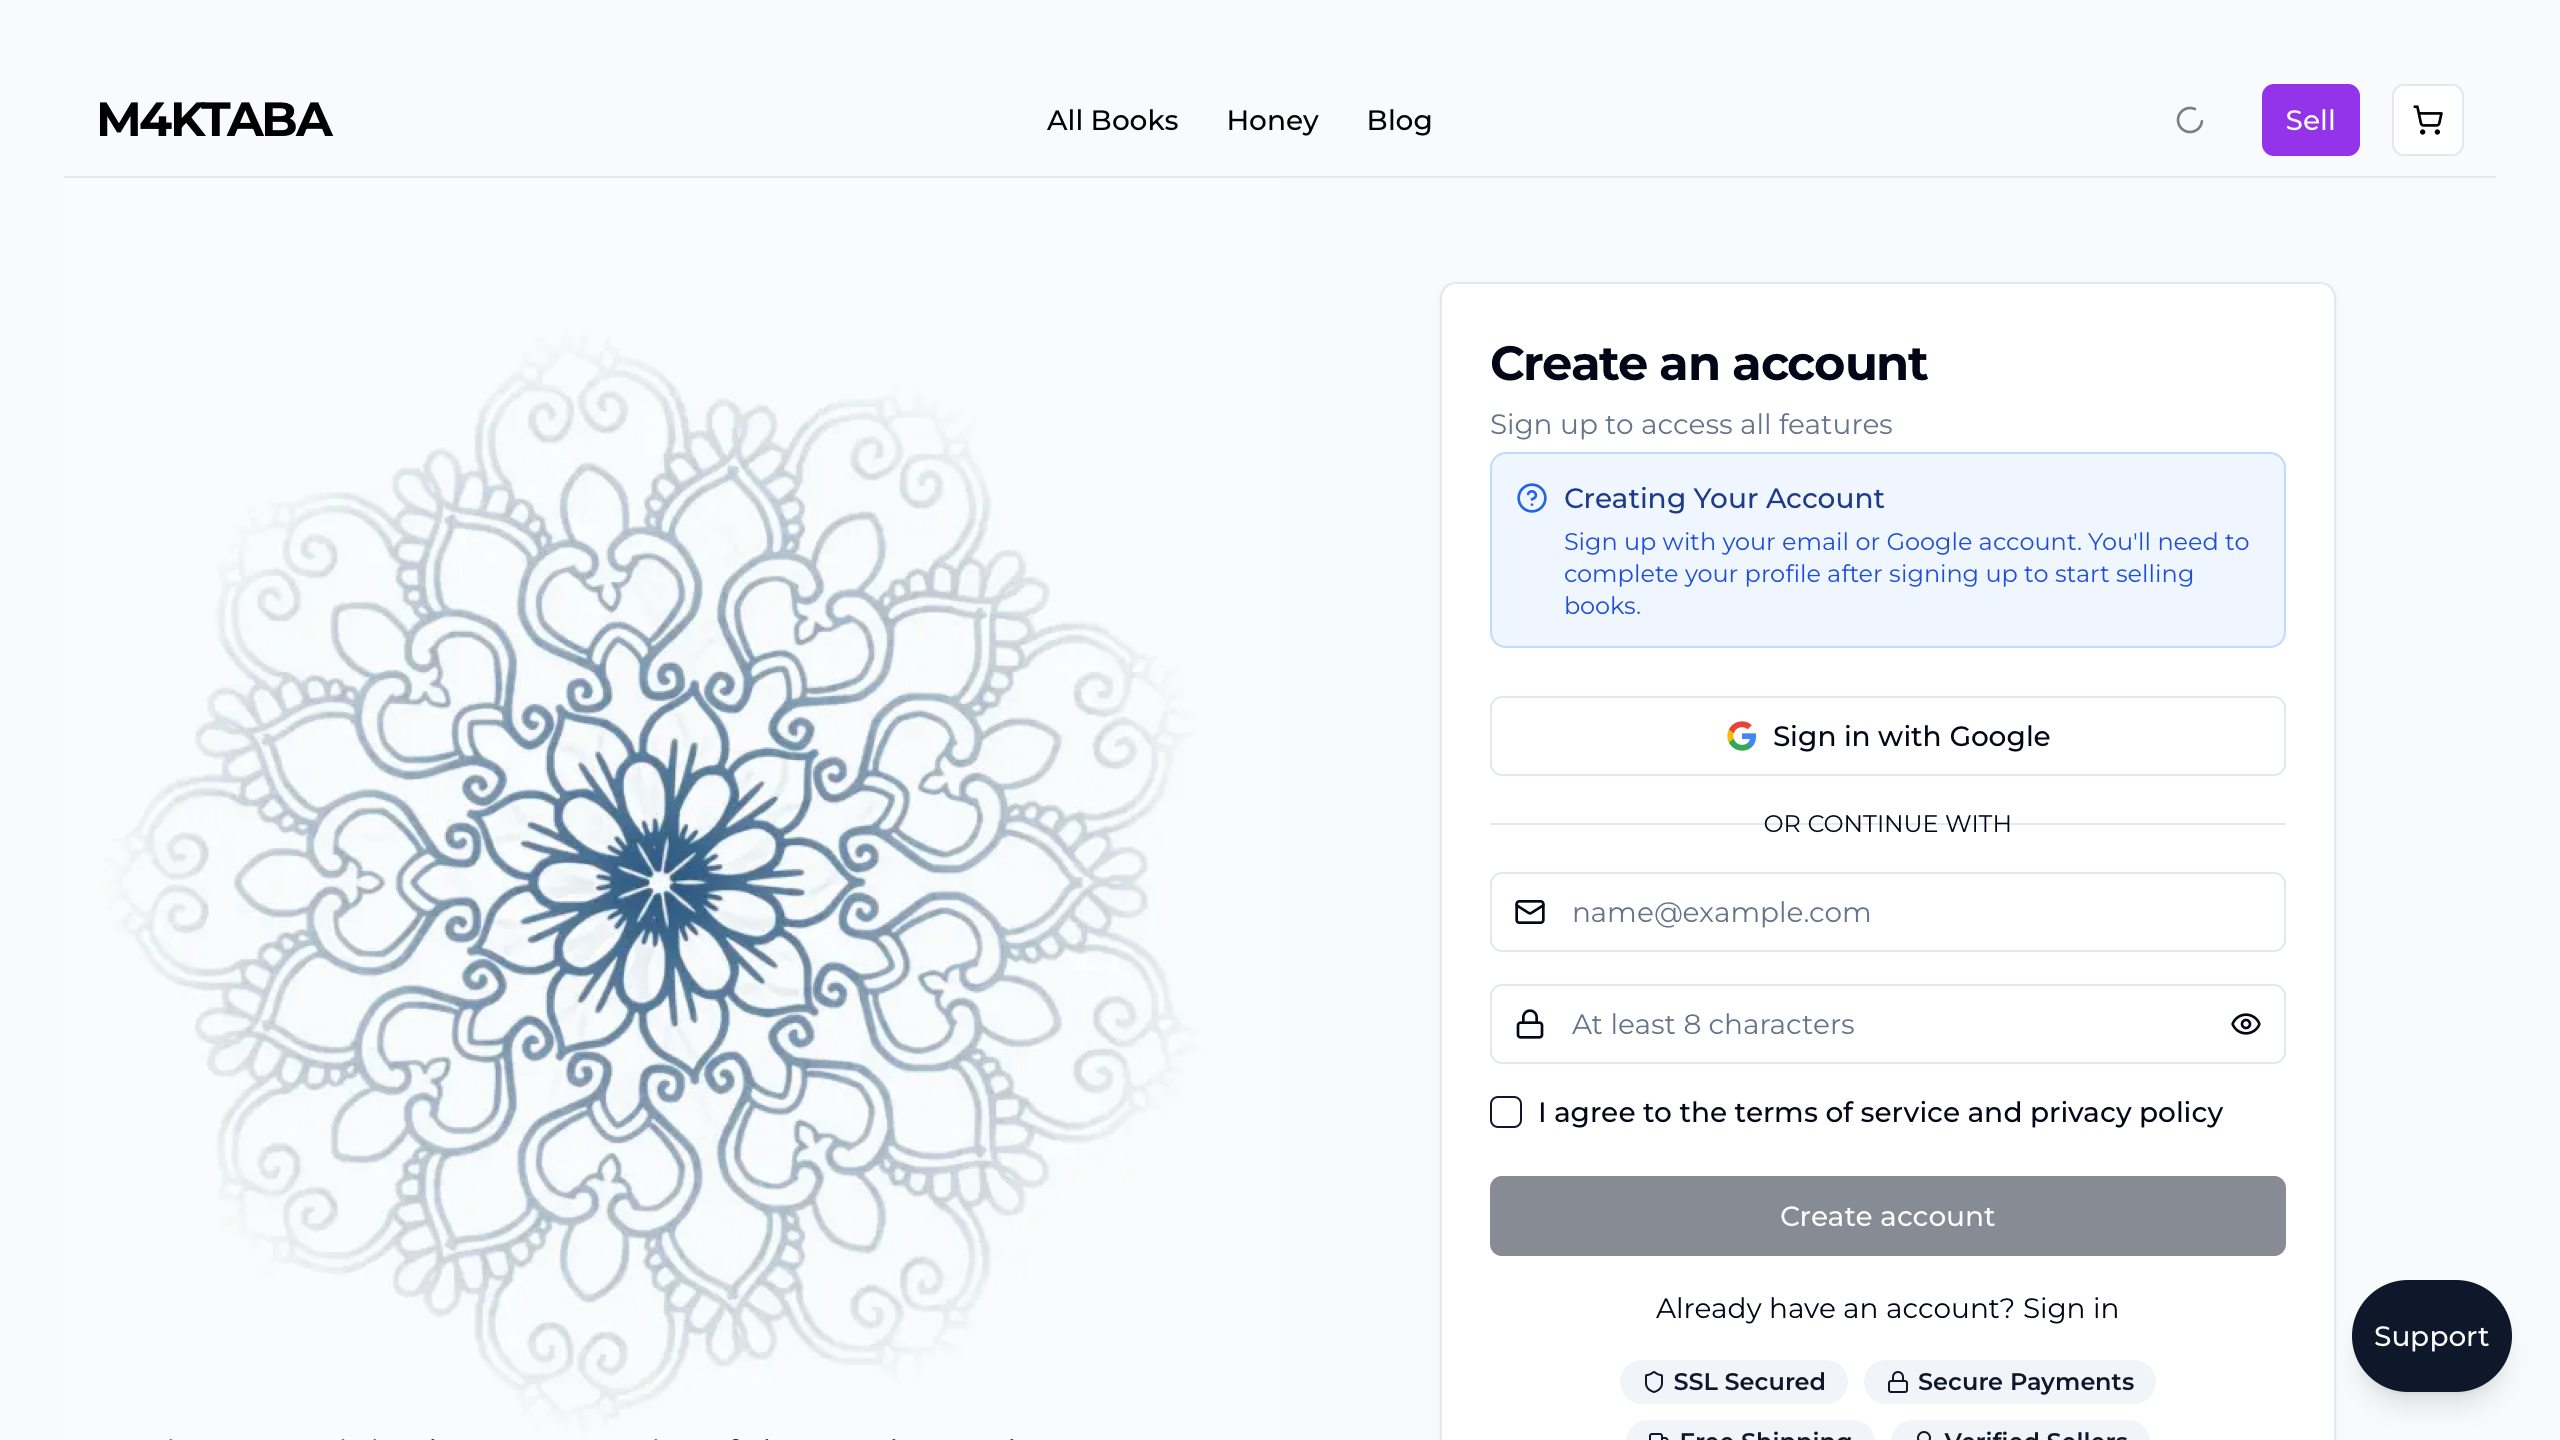 M4KTABA
All Books
Honey
Blog
Sell
Create an account
Sign up to access all features
Creating Your Account
Sign up with your email or Google account. You'll need to
complete your profile after signing up to start selling
books.
Sign in with Google
OR CONTINUE WITH
name@example.com
At least 8 characters
I agree to the terms of service and privacy policy
Create account
Already have an account? Sign in
Support
SSL Secured
Secure Payments
Free Shipping
Verified Sellers